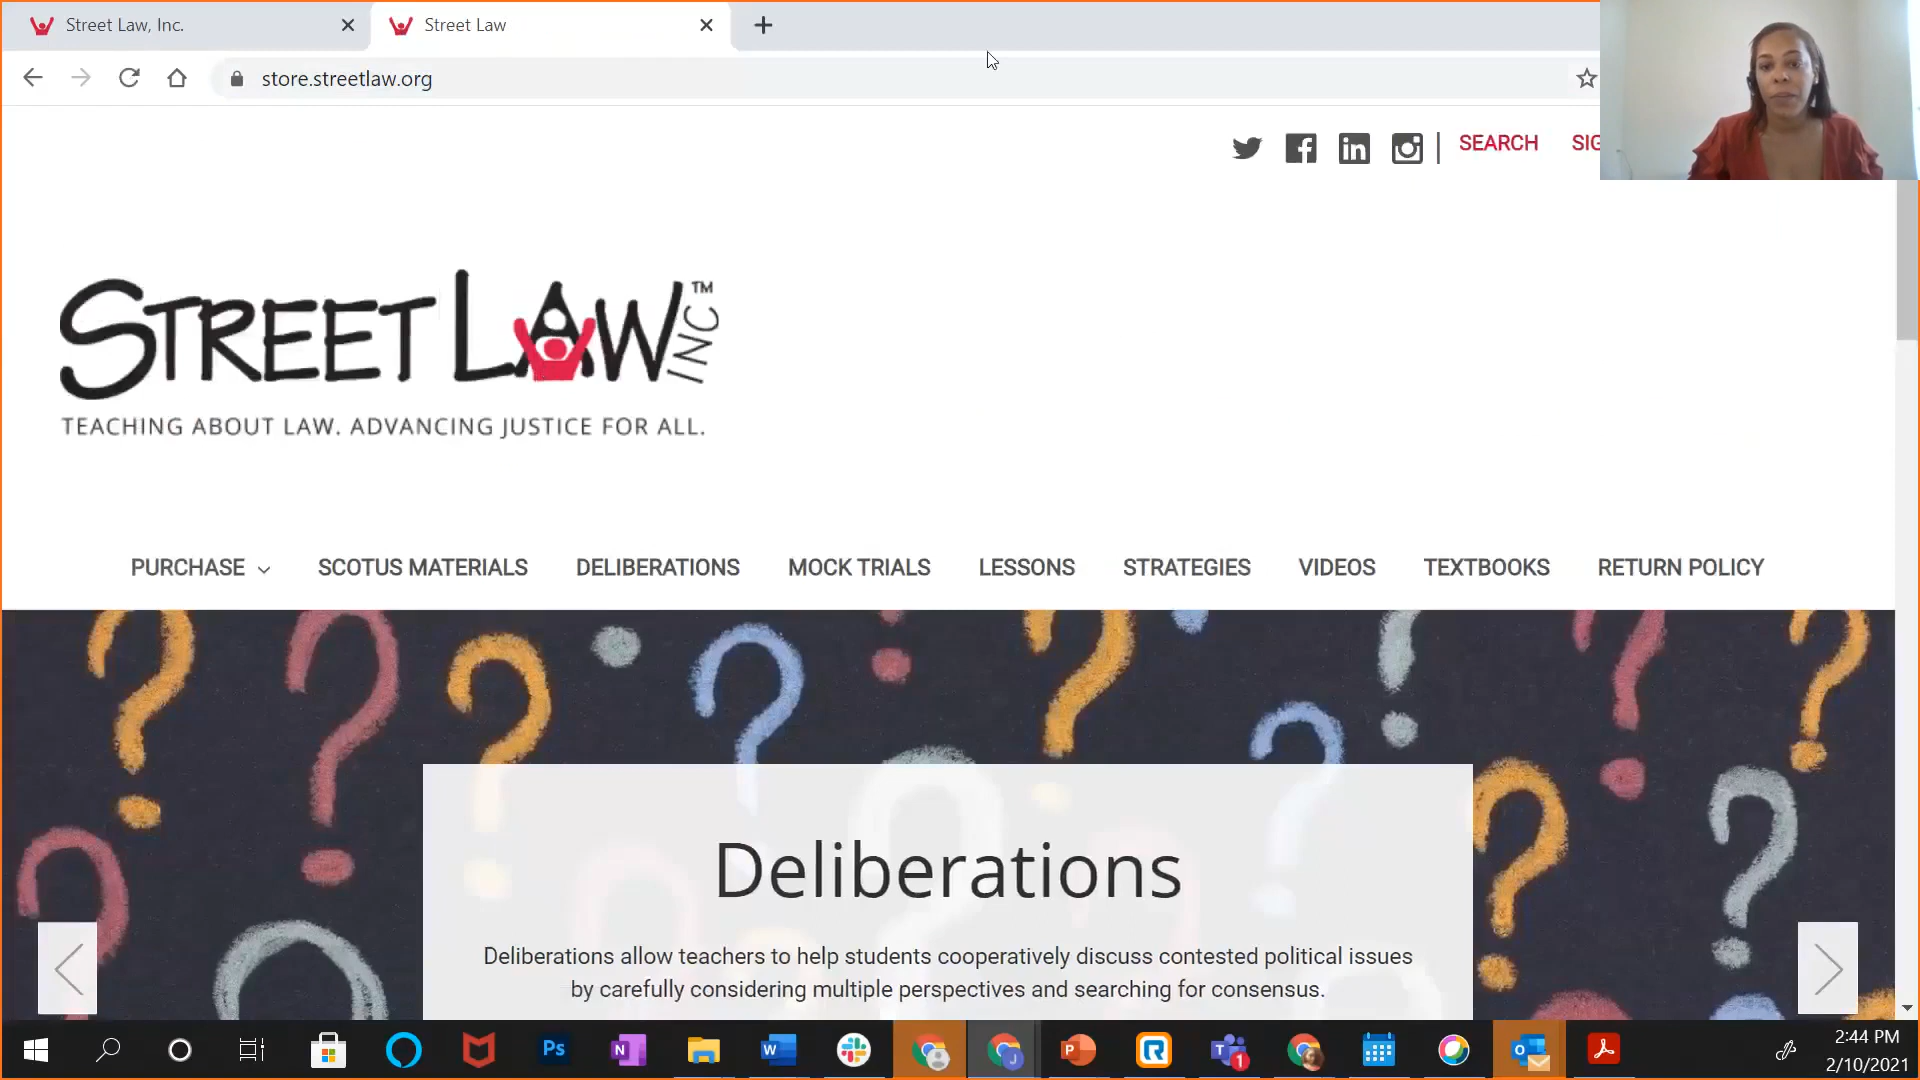 Street Law, Inc.
Street Law
store.streetlaw.org
SEARCH
SIG
STREET LAW INC ™
TEACHING ABOUT LAW. ADVANCING JUSTICE FOR ALL.
PURCHASE
SCOTUS MATERIALS
DELIBERATIONS
MOCK TRIALS
LESSONS
STRATEGIES
VIDEOS
TEXTBOOKS
RETURN POLICY
Deliberations
Deliberations allow teachers to help students cooperatively discuss contested political issues
by carefully considering multiple perspectives and searching for consensus.
2:44 PM
2/10/2021